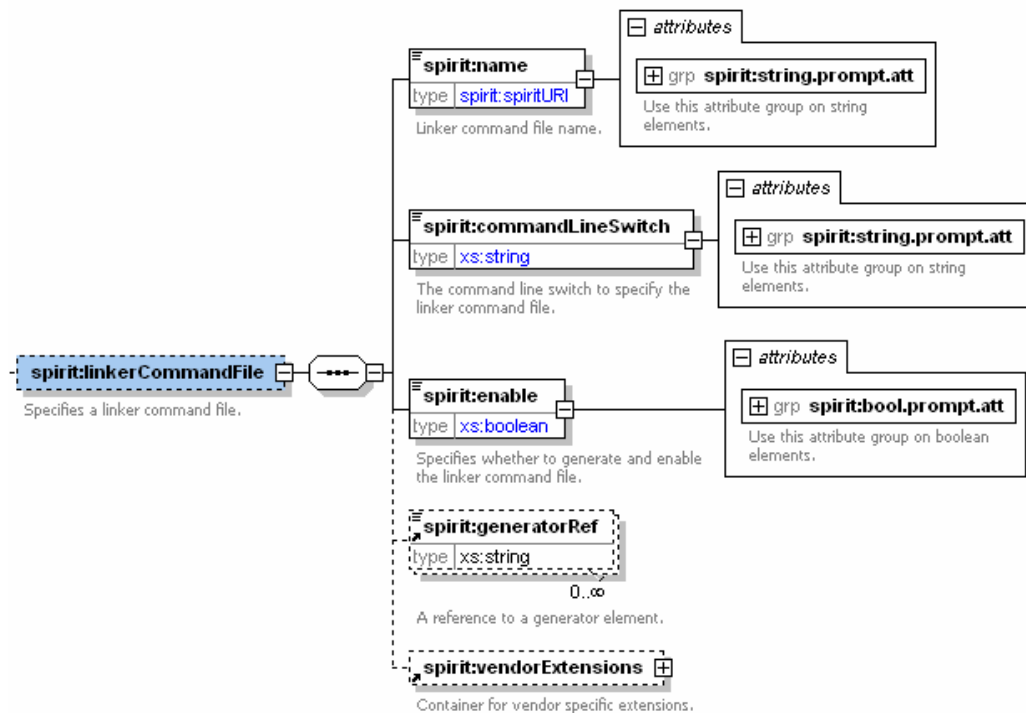 attributes
spirit:name
type spirit:spiritURI
Linker command file name.
grp spirit:string.prompt.att
Use this attribute group on string
elements.
attributes
spirit:commandLineSwitch
type xs:string
The command line switch to specify the
linker command file.
grp spirit:string.prompt.att
Use this attribute group on string
elements.
spirit:linkerCommandFile
Specifies a linker command file.
attributes
spirit:enable
type xs:boolean
Specifies whether to generate and enable
the linker command file.
grp spirit:bool.prompt.att
Use this attribute group on boolean
elements.
spirit:generatorRef
type xs:string
0..∞
A reference to a generator element.
spirit:vendorExtensions
Container for vendor specific extensions.